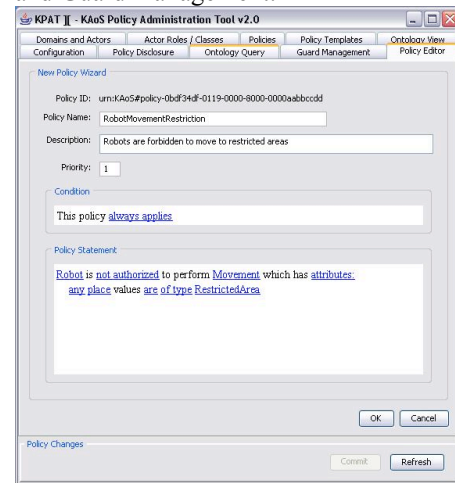 and Guard Management.
KPAT ][ - KAoS Policy Administration Tool v2.0
Domains and Actors Actor Roles / Classes Policies Policy Templates Ontology View
Configuration Policy Disclosure Ontology Query Guard Management Policy Editor
New Policy Wizard
Policy ID: urn:KAoS#policy-0bdf34df-0119-0000-8000-0000aabbccdd
Policy Name: RobotMovementRestriction
Description: Robots are forbidden to move to restricted areas
Priority: 1
Condition
This policy always applies
Policy Statement
Robot is not authorized to perform Movement which has attributes:
any place values are of type RestrictedArea
OK Cancel
Policy Changes
Commit Refresh